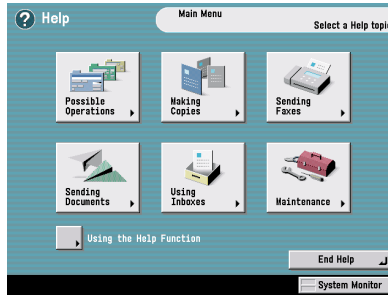 Help
Main Menu
Select a Help topi
Possible
Operations
Making
Copies
Sending
Faxes
Sending
Documents
Using
Inboxes
Maintenance
Using the Help Function
End Help
System Monitor